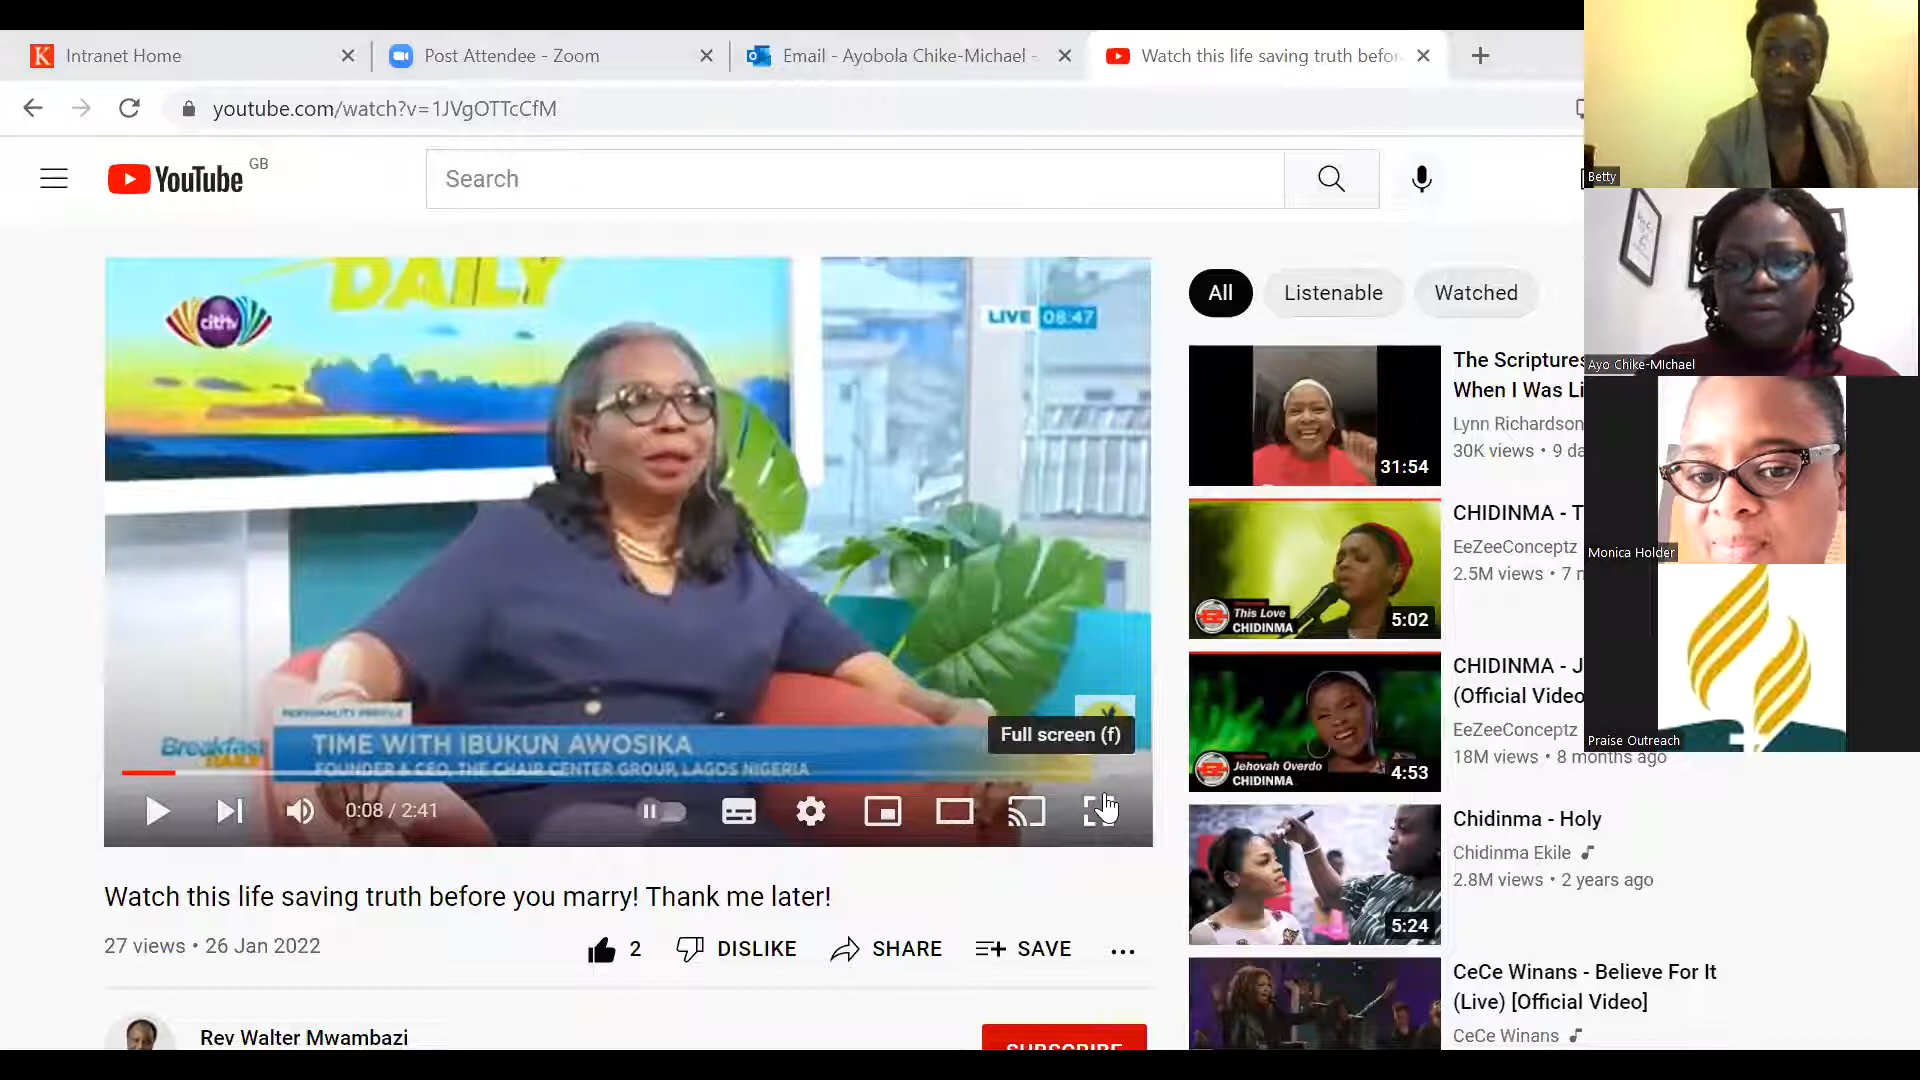 Intranet Home
Post Attendee - Zoom
Email - Ayobola Chike-Michael -
Watch this life saving truth befor
youtube.com/watch?v=1JVgOTTcCfM
YouTube GB
Search
DAILY
citi tv
LIVE 08:47
PERSONALITY PROFILE
Breakfast DAILY
TIME WITH IBUKUN AWOSIKA
FOUNDER & CEO, THE CHAIR CENTER GROUP, LAGOS NIGERIA
Full screen (f)
0:08 / 2:41
Watch this life saving truth before you marry! Thank me later!
27 views • 26 Jan 2022
2
DISLIKE
SHARE
SAVE
Rev Walter Mwambazi
SUBSCRIBE
All
Listenable
Watched
31:54
The Scriptures
When I Was Li
Lynn Richardson
30K views • 9 da
This Love
CHIDINMA
5:02
CHIDINMA - T
EeZeeConceptz
2.5M views • 7 m
Jehovah Overdo
CHIDINMA
4:53
CHIDINMA - J
(Official Video
EeZeeConceptz
18M views • 8 months ago
5:24
Chidinma - Holy
Chidinma Ekile
2.8M views • 2 years ago
CeCe Winans - Believe For It
(Live) [Official Video]
CeCe Winans
Betty
Ayo Chike-MIchael
Monica Holder
Praise Outreach